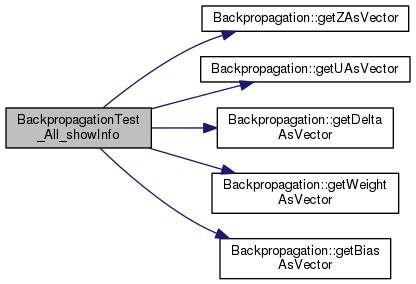 BackpropagationTest
_All_showInfo
Backpropagation::getZAsVector
Backpropagation::getUAsVector
Backpropagation::getDelta
AsVector
Backpropagation::getWeight
AsVector
Backpropagation::getBias
AsVector